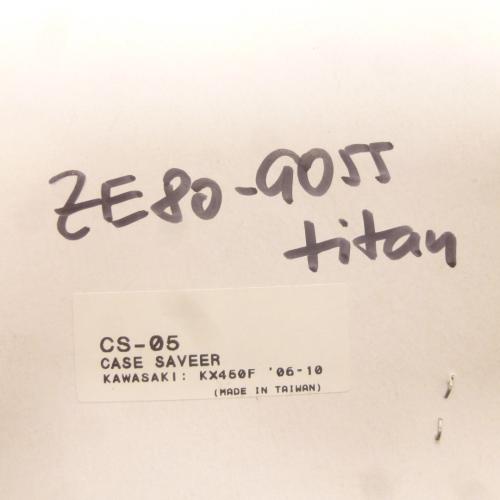 ZE80-9055
titan
CS-05
CASE SAVEER
KAWASAKI: KX450F '06-10
(MADE IN TAIWAN)